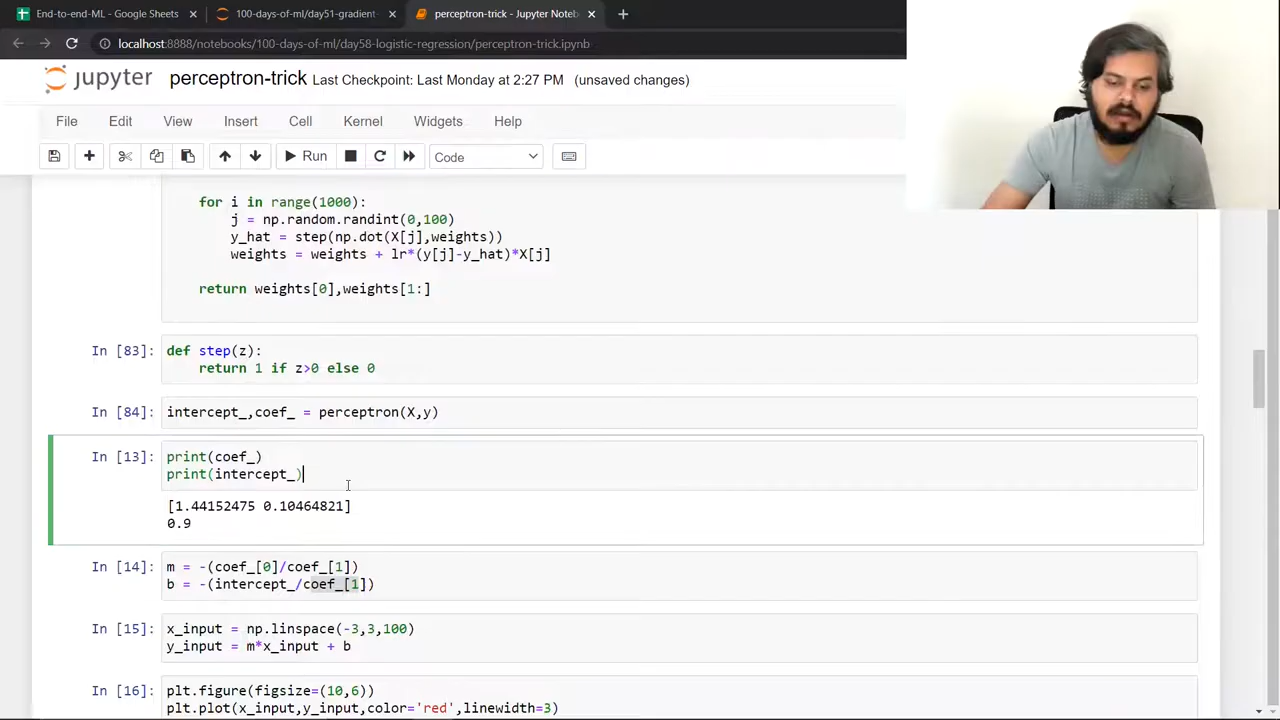 End-to-end-ML - Google Sheets
100-days-of-ml/day51-gradient
perceptron-trick - Jupyter Noteb
localhost:8888/notebooks/100-days-of-ml/day58-logistic-regression/perceptron-trick.ipynb
jupyter perceptron-trick Last Checkpoint: Last Monday at 2:27 PM (unsaved changes)
File Edit View Insert Cell Kernel Widgets Help
Run Code
for i in range(1000):
j = np.random.randint(0,100)
y_hat = step(np.dot(X[j],weights))
weights = weights + lr*(y[j]-y_hat)*X[j]
return weights[0],weights[1:]
In [83]: def step(z):
return 1 if z>0 else 0
In [84]: intercept_,coef_ = perceptron(X,y)
In [13]: print(coef_)
print(intercept_)
[1.44152475 0.10464821]
0.9
In [14]: m = -(coef_[0]/coef_[1])
b = -(intercept_/coef_[1])
In [15]: x_input = np.linspace(-3,3,100)
y_input = m*x_input + b
In [16]: plt.figure(figsize=(10,6))
plt.plot(x_input,y_input,color='red',linewidth=3)